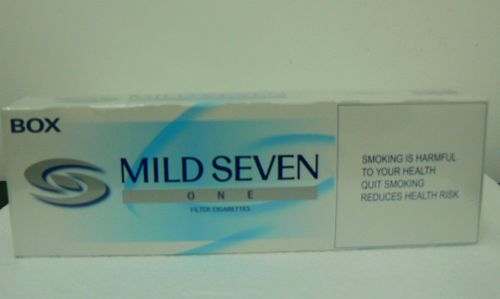 BOX
MILD SEVEN
ONE
FILTER CIGARETTES
SMOKING IS HARMFUL
TO YOUR HEALTH
QUIT SMOKING
REDUCES HEALTH RISK